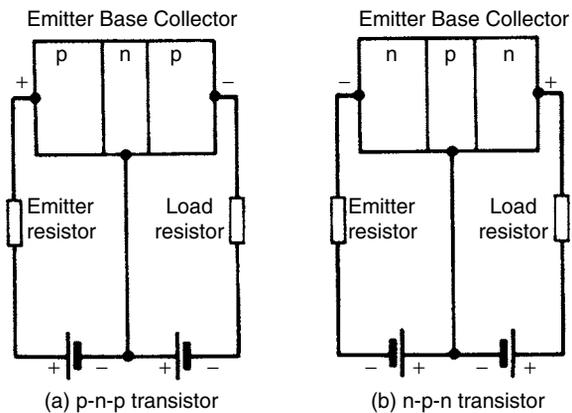 Emitter Base Collector
p n p
+ −
Emitter resistor
Load resistor
+ − + −
(a) p-n-p transistor
Emitter Base Collector
n p n
− +
Emitter resistor
Load resistor
− + − +
(b) n-p-n transistor